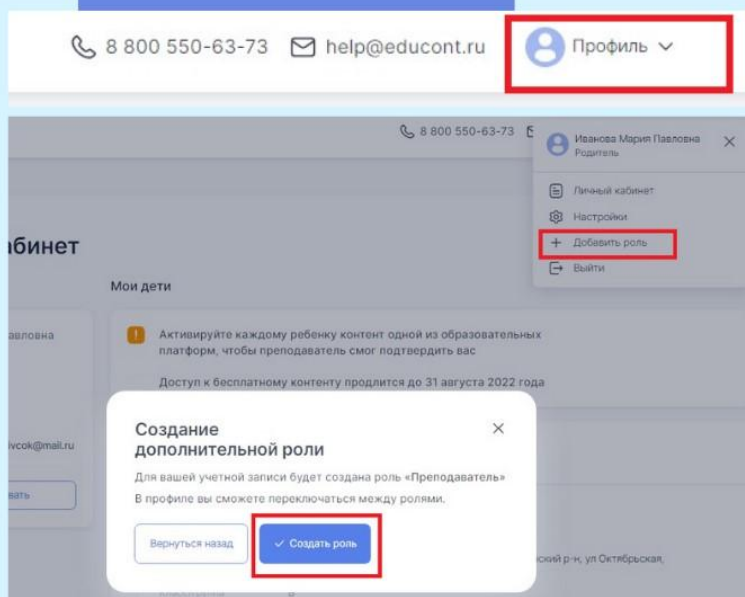 8 800 550-63-73 help@educont.ru Профиль
8 800 550-63-73
Иванова Мария Павловна
Родитель
Личный кабинет
Настройки
Добавить роль
Выйти
абинет
Мои дети
авловна
Активируйте каждому ребенку контент одной из образовательных
платформ, чтобы преподаватель смог подтвердить вас
Доступ к бесплатному контенту продлится до 31 августа 2022 года
ivcok@mail.ru
вать
Создание
дополнительной роли
Для вашей учетной записи будет создана роль «Преподаватель»
В профиле вы сможете переключаться между ролями.
Вернуться назад Создать роль
ский р-н, ул Октябрьская,